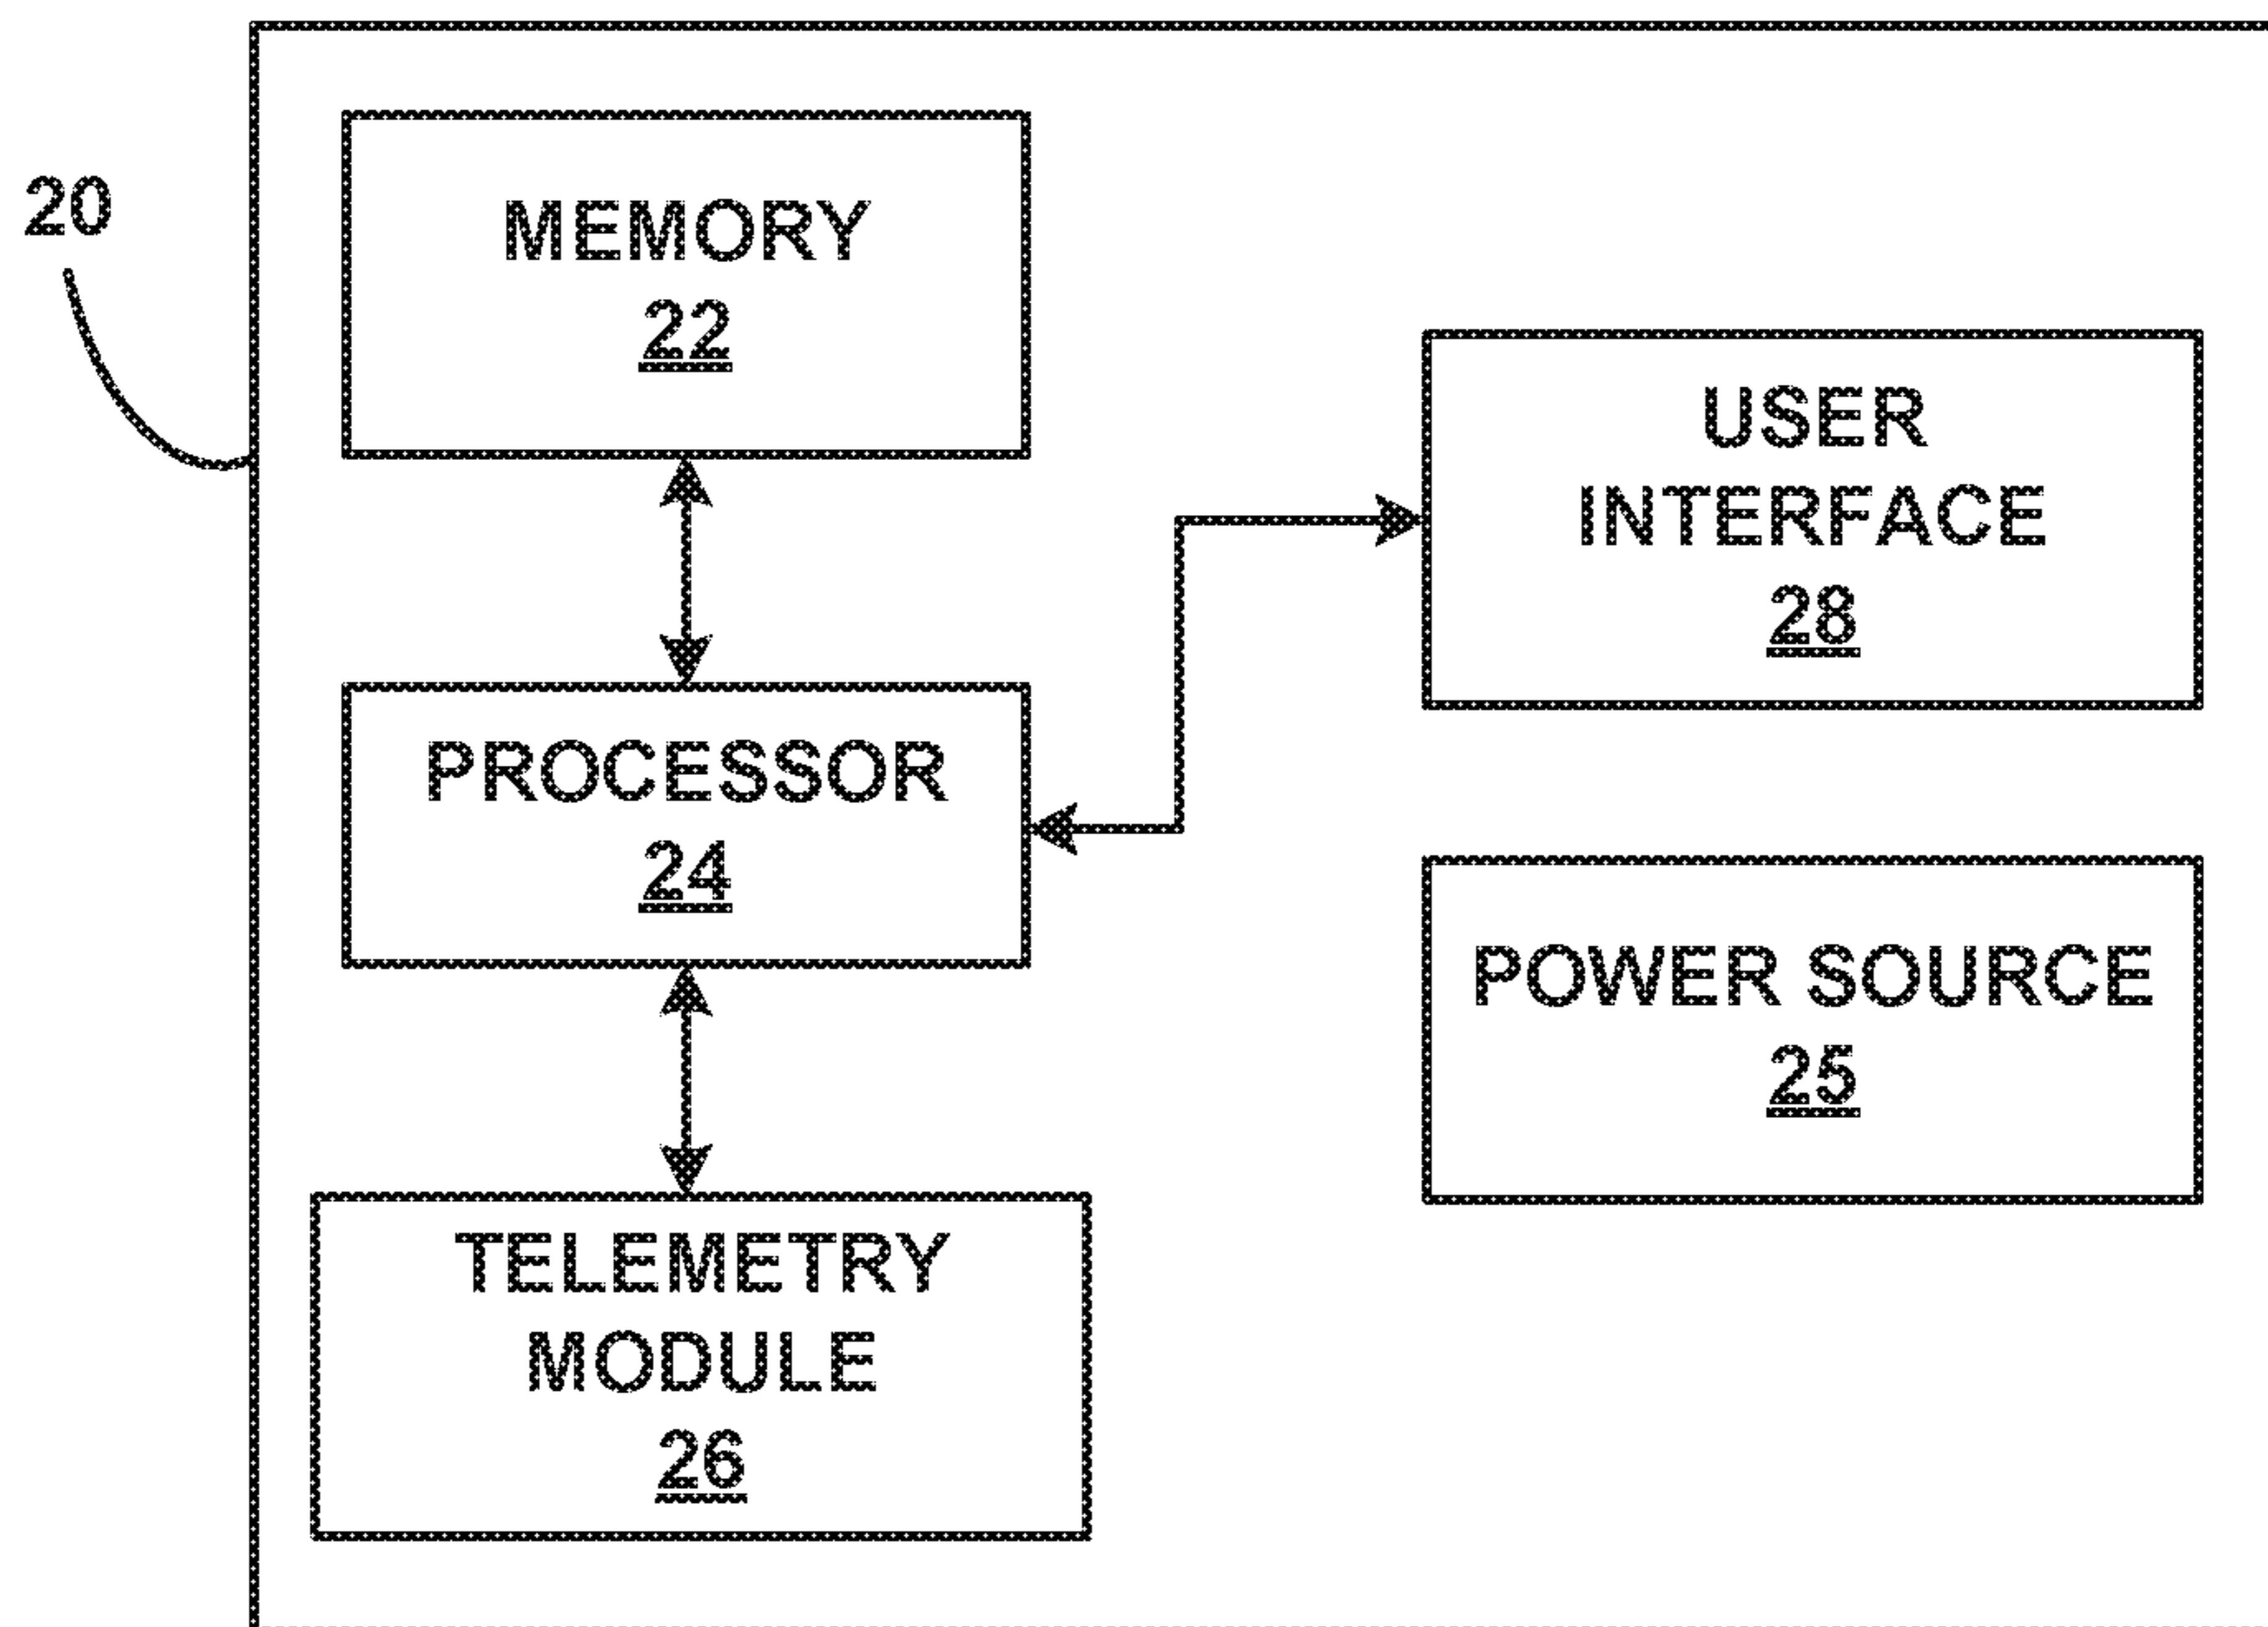 20
MEMORY
22
USER
INTERFACE
28
PROCESSOR
24
POWER SOURCE
25
TELEMETRY
MODULE
26